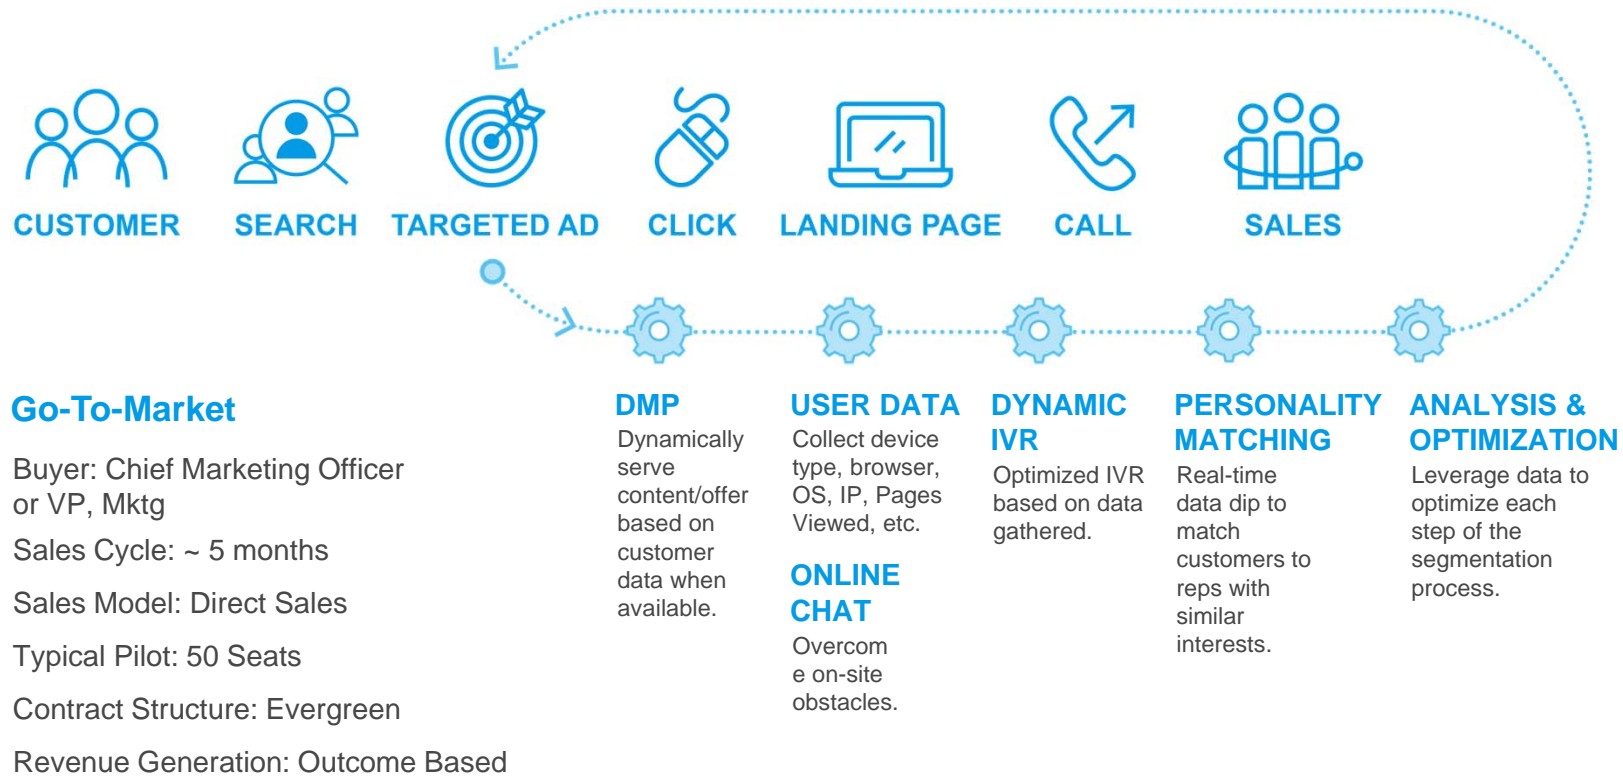 CUSTOMER
SEARCH
TARGETED AD
CLICK
LANDING PAGE
CALL
SALES
Go-To-Market
Buyer: Chief Marketing Officer
or VP, Mktg
Sales Cycle: ~ 5 months
Sales Model: Direct Sales
Typical Pilot: 50 Seats
Contract Structure: Evergreen
Revenue Generation: Outcome Based
DMP
Dynamically
serve
content/offer
based on
customer
data when
available.
USER DATA
Collect device
type, browser,
OS, IP, Pages
Viewed, etc.
ONLINE
CHAT
Overcom
e on-site
obstacles.
DYNAMIC
IVR
Optimized IVR
based on data
gathered.
PERSONALITY
MATCHING
Real-time
data dip to
match
customers to
reps with
similar
interests.
ANALYSIS &
OPTIMIZATION
Leverage data to
optimize each
step of the
segmentation
process.